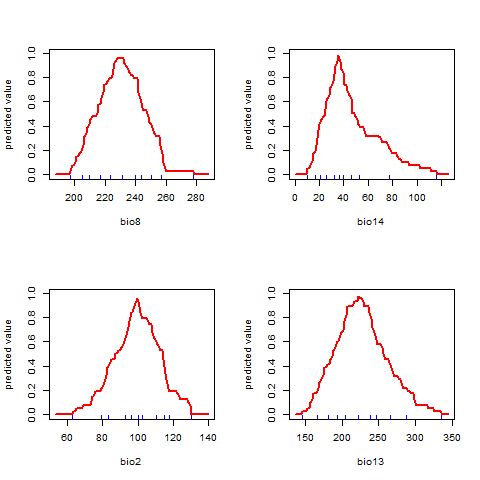 predicted value
0.0 0.2 0.4 0.6 0.8 1.0
200 220 240 260 280
bio8
predicted value
0.0 0.2 0.4 0.6 0.8 1.0
0 20 40 60 80 100
bio14
predicted value
0.0 0.2 0.4 0.6 0.8 1.0
60 80 100 120 140
bio2
predicted value
0.0 0.2 0.4 0.6 0.8 1.0
150 200 250 300 350
bio13